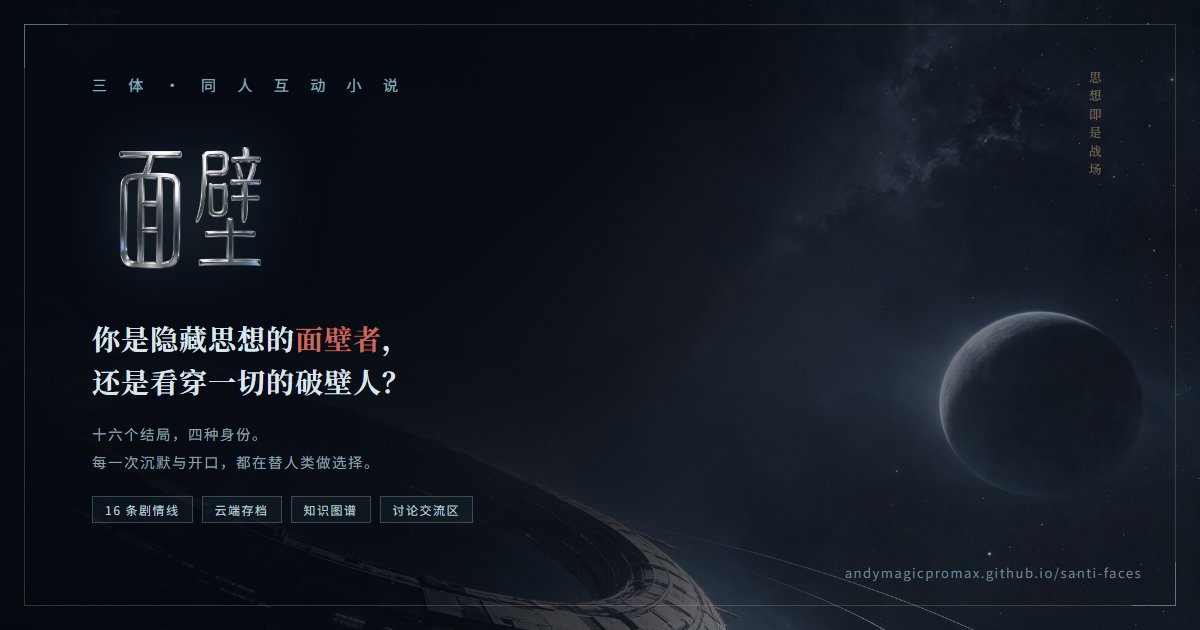 三体·同人互动小说
面壁
你是隐藏思想的面壁者，
还是看穿一切的破壁人？
十六个结局，四种身份。
每一次沉默与开口，都在替人类做选择。
16 条剧情线
云端存档
知识图谱
讨论交流区
思想即是战场
andymagicpromax.github.io/santi-faces